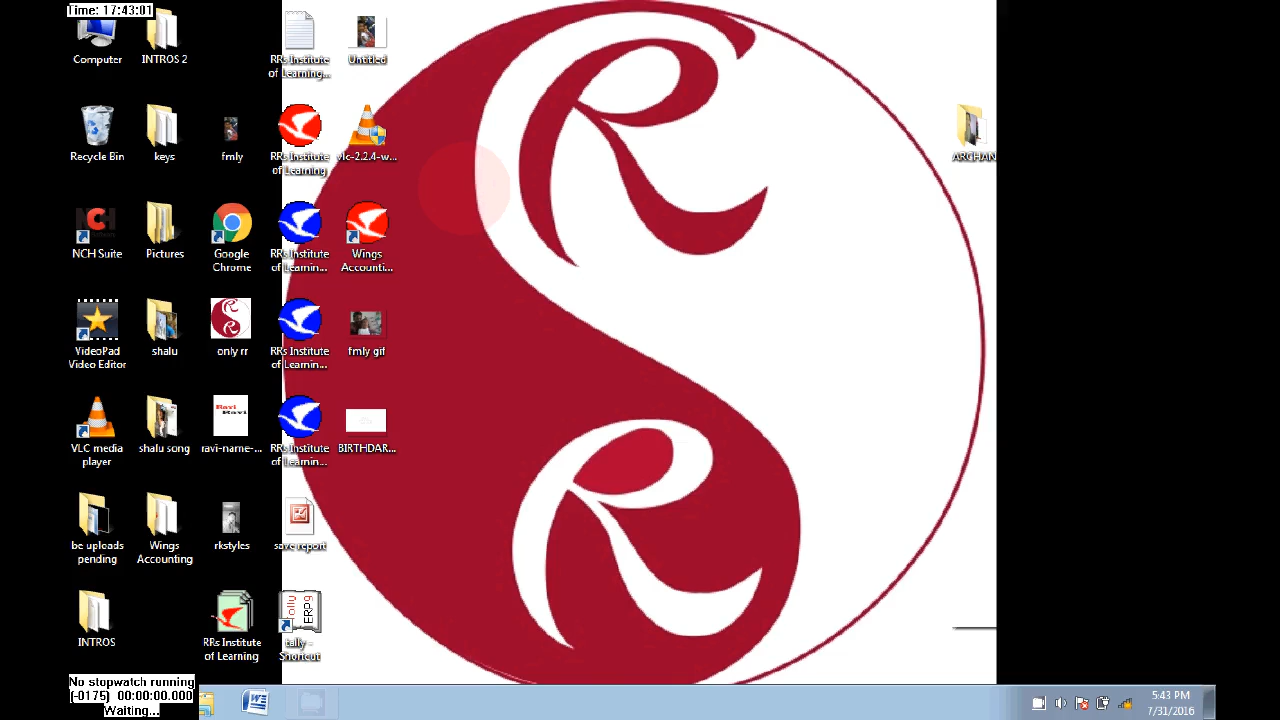 Time: 17:43:01
Computer
INTROS 2
RRs Institute
of Learning...
Untitled
Recycle Bin
keys
fmly
RRs Institute
of Learning
vlc-2.2.4-w...
ARCHAN
NCH
NCH Suite
Pictures
Google
Chrome
RRs Institute
of Learnin...
Wings
Accounti...
R
R
VideoPad
Video Editor
shalu
only rr
RRs Institute
of Learnin...
fmly gif
Ravi
Ravi
VLC media
player
shalu song
ravi-name-...
RRs Institute
of Learnin...
BIRTHDAR...
be uploads
pending
Wings
Accounting
rkstyles
save report
INTROS
RRs Institute
of Learning
ERP9
tally -
Shortcut
No stopwatch running
(-0175) 00:00:00.000
Waiting...
5:43 PM
7/31/2016